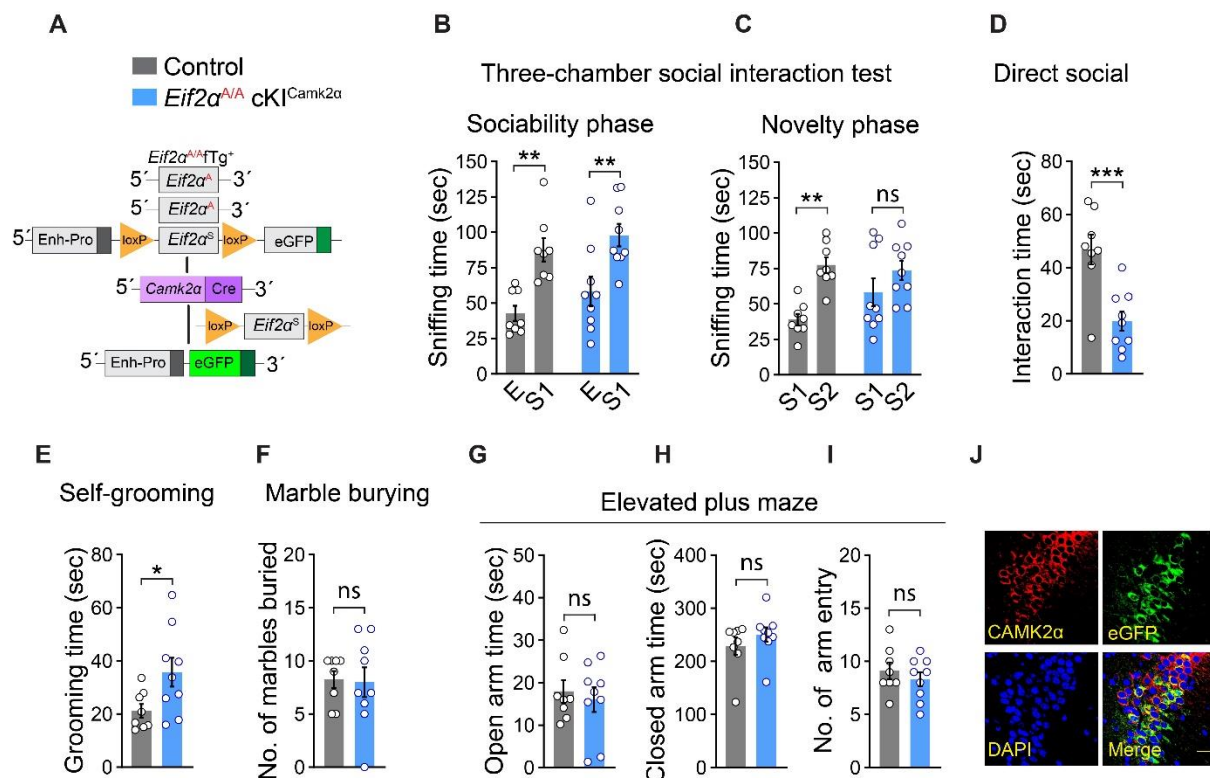 A
Control
Eif2α^A/A cKI^Camk2α
Eif2α^A/A fTg⁺
5´ Eif2α^A 3´
Eif2α^A
5´ Enh-Pro loxP Eif2α^S loxP eGFP 3´
5´ Camk2α Cre 3´
loxP Eif2α^S loxP
5´ Enh-Pro eGFP 3´
B
C
Three-chamber social interaction test
Sociability phase
Sniffing time (sec)
150
125
100
75
50
25
0
** **
E S1 E S1
Novelty phase
Sniffing time (sec)
150
125
100
75
50
25
0
** ns
S1 S2 S1 S2
D
Direct social
Interaction time (sec)
80
60
40
20
0
***
E
Self-grooming
Grooming time (sec)
80
60
40
20
0
*
F
Marble burying
No. of marbles buried
20
15
10
5
0
ns
G
H
I
Elevated plus maze
Open arm time (sec)
50
40
30
20
10
0
ns
Closed arm time (sec)
400
300
200
100
0
ns
No. of arm entry
20
15
10
5
0
ns
J
CAMK2α
eGFP
DAPI
Merge